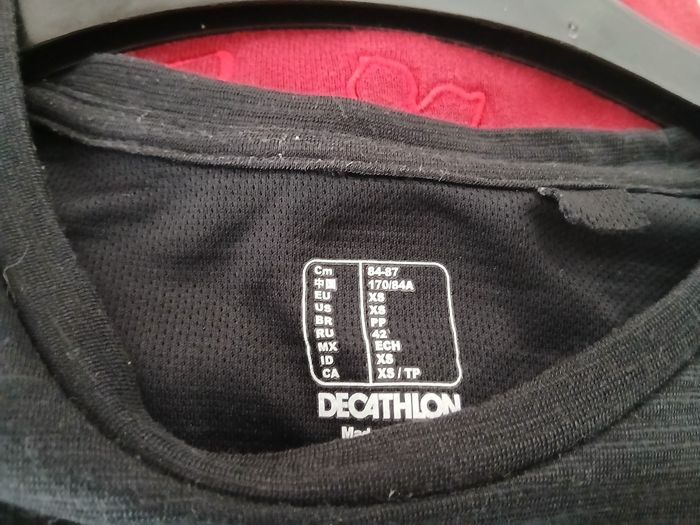 Cm 84-87
中国 170/84A
EU XS
US XS
BR PP
RU 42
MX ECH
ID XS
CA XS / TP
DECATHLON